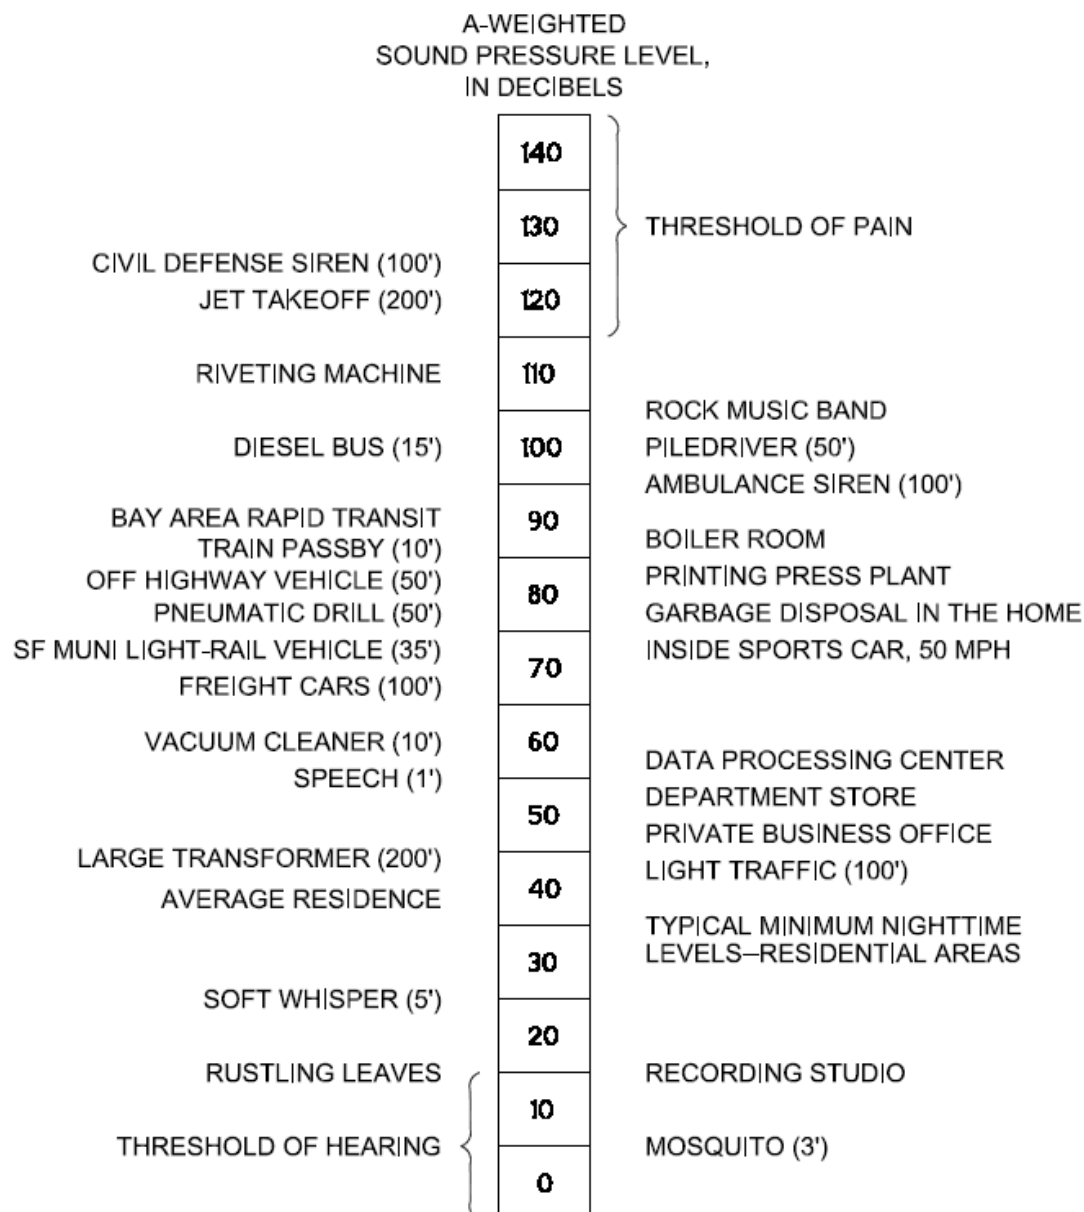 A-WEIGHTED
SOUND PRESSURE LEVEL,
IN DECIBELS
140
130
THRESHOLD OF PAIN
CIVIL DEFENSE SIREN (100')
JET TAKEOFF (200')
120
RIVETING MACHINE
110
ROCK MUSIC BAND
DIESEL BUS (15')
100
PILEDRIVER (50')
AMBULANCE SIREN (100')
BAY AREA RAPID TRANSIT
TRAIN PASSBY (10')
90
BOILER ROOM
OFF HIGHWAY VEHICLE (50')
PNEUMATIC DRILL (50')
80
PRINTING PRESS PLANT
GARBAGE DISPOSAL IN THE HOME
SF MUNI LIGHT-RAIL VEHICLE (35')
FREIGHT CARS (100')
70
INSIDE SPORTS CAR, 50 MPH
VACUUM CLEANER (10')
SPEECH (1')
60
DATA PROCESSING CENTER
DEPARTMENT STORE
50
PRIVATE BUSINESS OFFICE
LARGE TRANSFORMER (200')
AVERAGE RESIDENCE
40
LIGHT TRAFFIC (100')
TYPICAL MINIMUM NIGHTTIME
LEVELS–RESIDENTIAL AREAS
30
SOFT WHISPER (5')
20
RUSTLING LEAVES
RECORDING STUDIO
10
THRESHOLD OF HEARING
MOSQUITO (3')
0